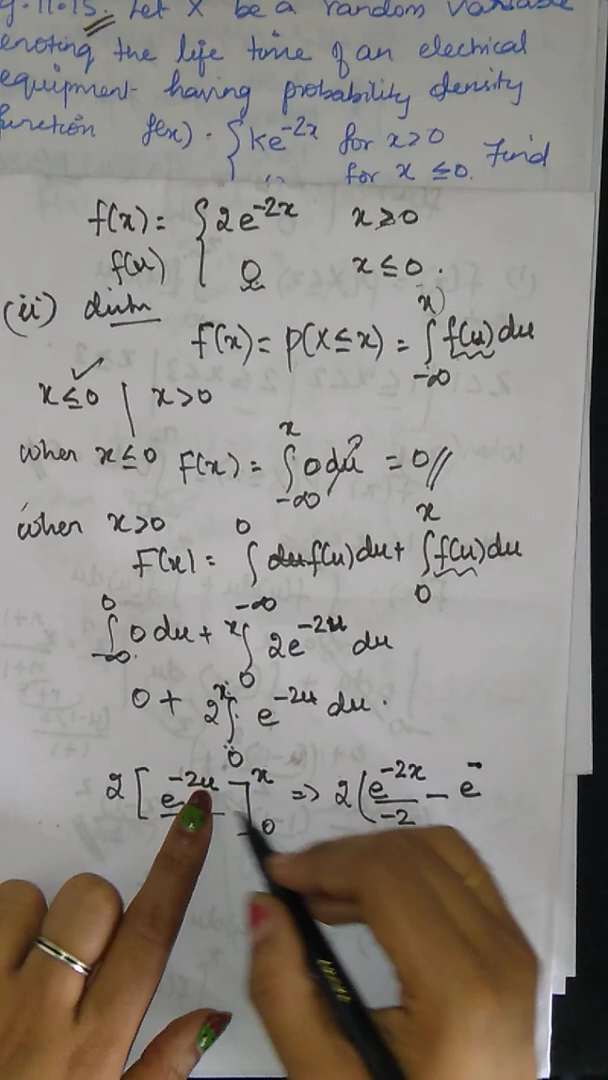 9.11.15. Let X be a random variable
enoting the life time of an electrical
equipment having probability density
function f(x) = { ke^{-2x} for x>0 Find
for x ≤0.
f(x) = { 2e^{-2x} x>0
f(x) { 0 x≤0.
(ii)
F(x) = P(X≤x) = ∫_{-∞}^{x} f(u) du
x≤0 | x>0
when x≤0 F(x) = ∫_{-∞}^{x} 0 du = 0//
when x>0
F(x) = ∫_{-∞}^{0} f(u) du + ∫_{0}^{x} f(u) du
∫_{-∞}^{0} 0 du + ∫_{0}^{x} 2e^{-2u} du
0 + 2∫_{0}^{x} e^{-2u} du.
2[e^{-2u}]_{0}^{x} => 2(e^{-2x}/-2 - e^{-}